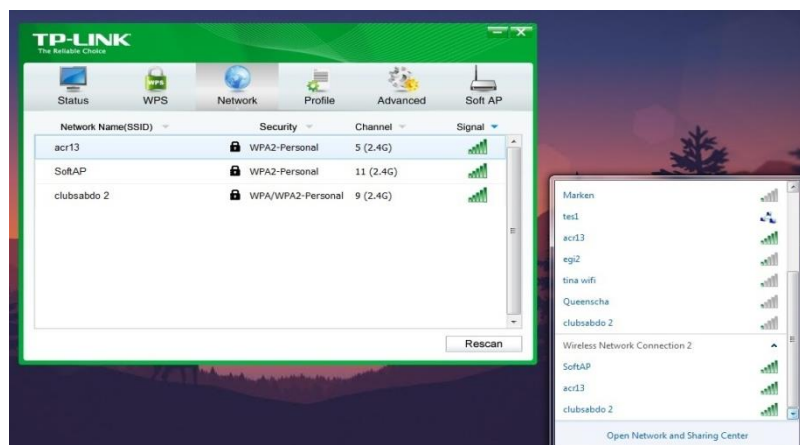 TP-LINK
The Reliable Choice
Status WPS Network Profile Advanced Soft AP
Network Name(SSID) Security Channel Signal
acr13 WPA2-Personal 5 (2.4G)
SoftAP WPA2-Personal 11 (2.4G)
clubsabdo 2 WPA/WPA2-Personal 9 (2.4G)
Rescan
Marken
tes1
acr13
egi2
tina wifi
Queenscha
clubsabdo 2
Wireless Network Connection 2
SoftAP
acr13
clubsabdo 2
Open Network and Sharing Center